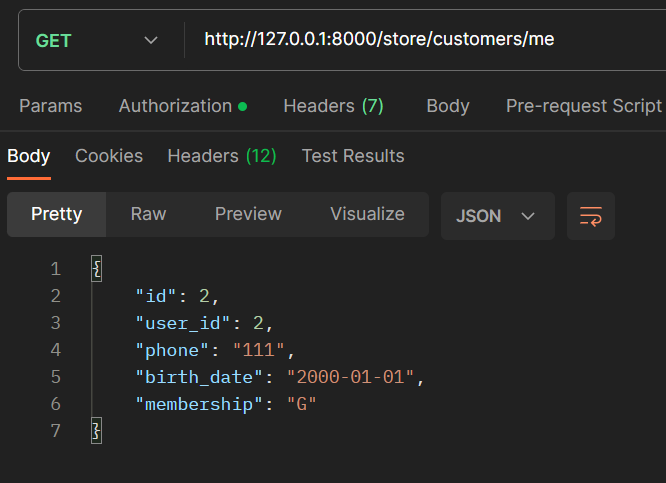 GET http://127.0.0.1:8000/store/customers/me
Params Authorization Headers (7) Body Pre-request Script
Body Cookies Headers (12) Test Results
Pretty Raw Preview Visualize JSON
1 {
2 "id": 2,
3 "user_id": 2,
4 "phone": "111",
5 "birth_date": "2000-01-01",
6 "membership": "G"
7 }